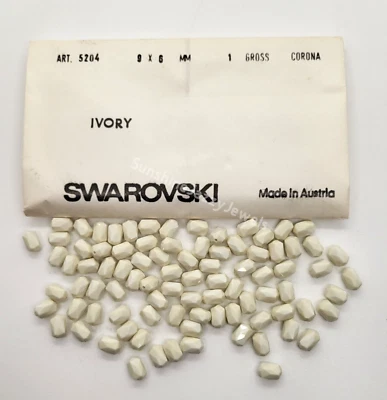 ART. 5204 9 X 6 MM 1 GROSS CORONA
IVORY
SWAROVSKI Made in Austria